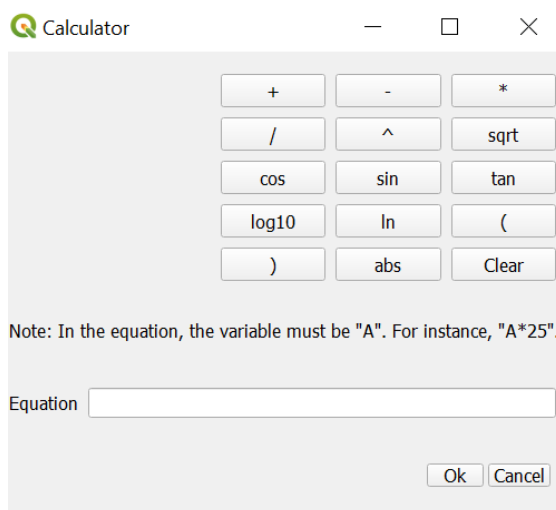 Calculator
+ - *
/ ^ sqrt
cos sin tan
log10 ln (
) abs Clear
Note: In the equation, the variable must be "A". For instance, "A*25".
Equation
Ok Cancel